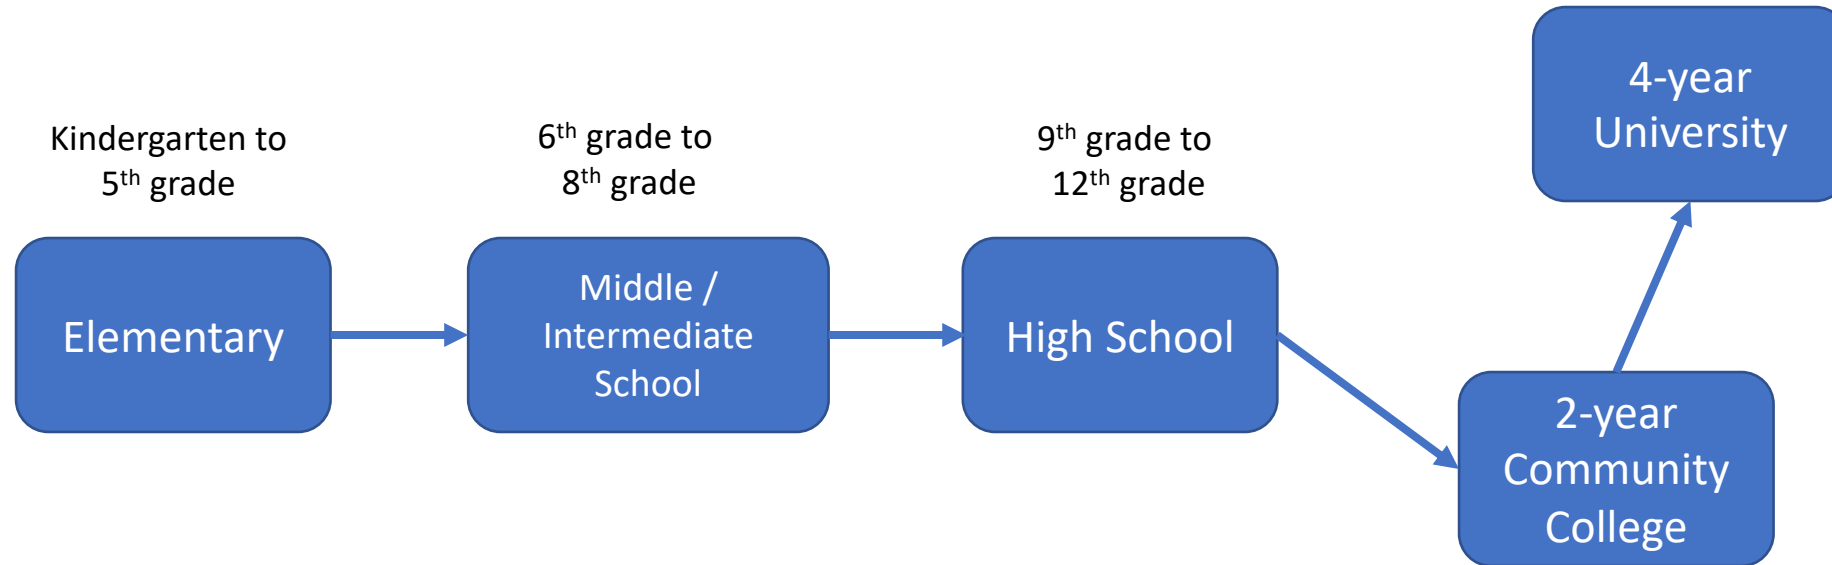 Kindergarten to
5th grade
6th grade to
8th grade
9th grade to
12th grade
4-year
University
Elementary
Middle /
Intermediate
School
High School
2-year
Community
College